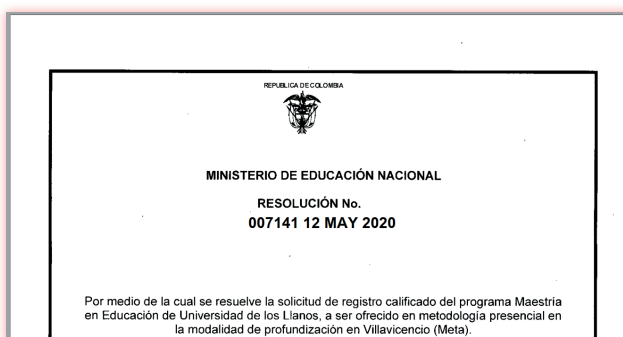 REPUBLICA DE COLOMBIA
MINISTERIO DE EDUCACIÓN NACIONAL
RESOLUCIÓN No.
007141 12 MAY 2020
Por medio de la cual se resuelve la solicitud de registro calificado del programa Maestría
en Educación de Universidad de los Llanos, a ser ofrecido en metodología presencial en
la modalidad de profundización en Villavicencio (Meta).